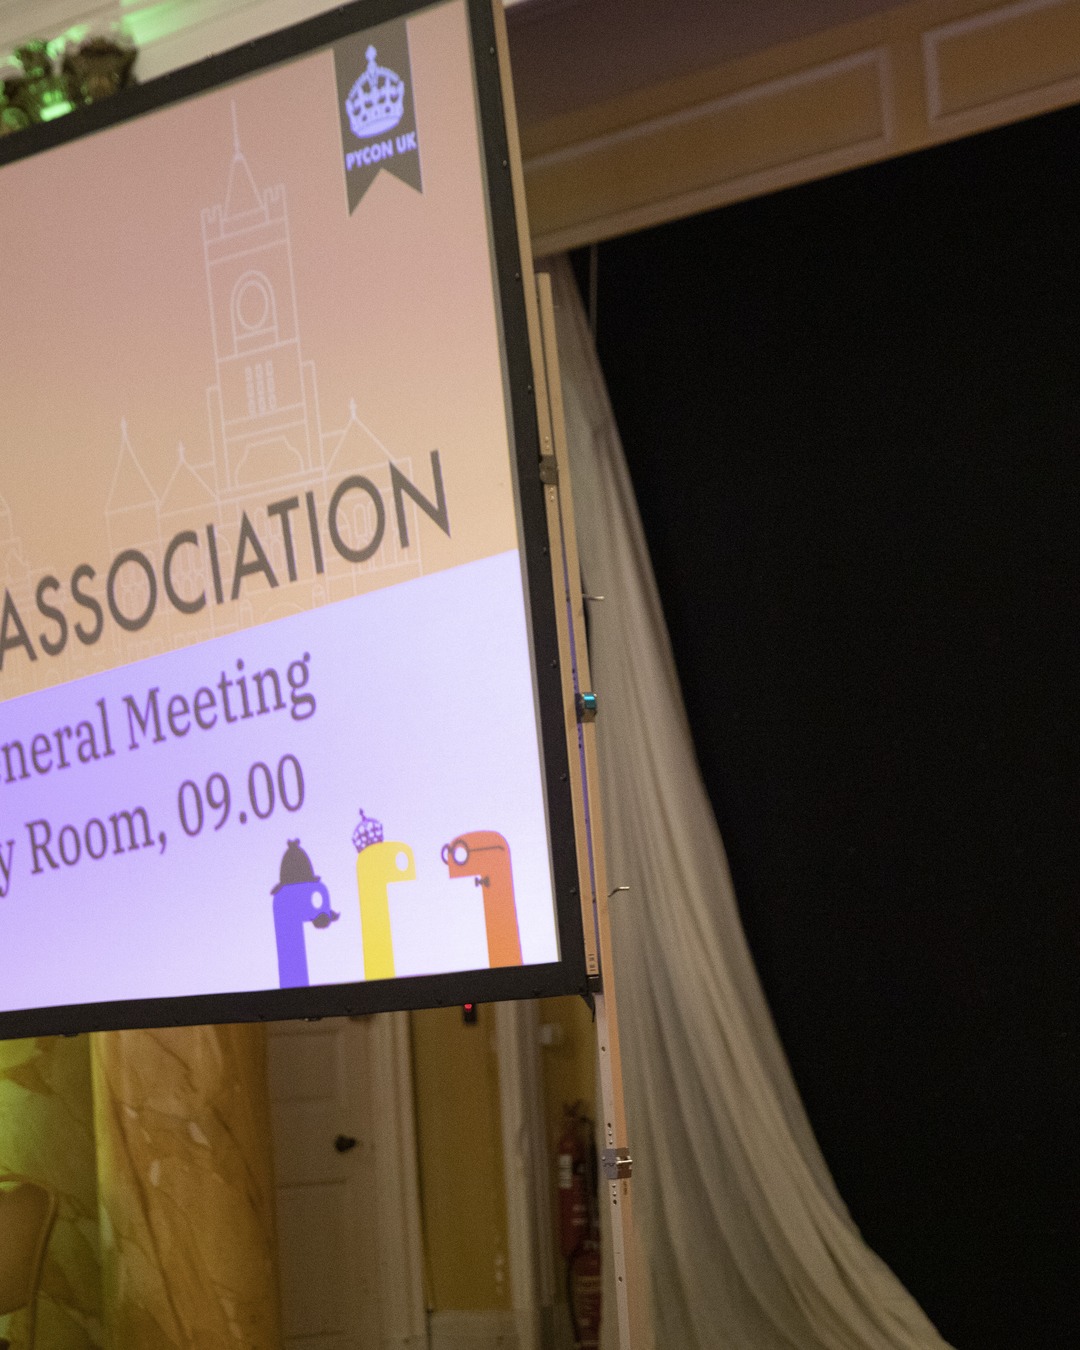 PYCON UK
ASSOCIATION
neral Meeting
y Room, 09.00